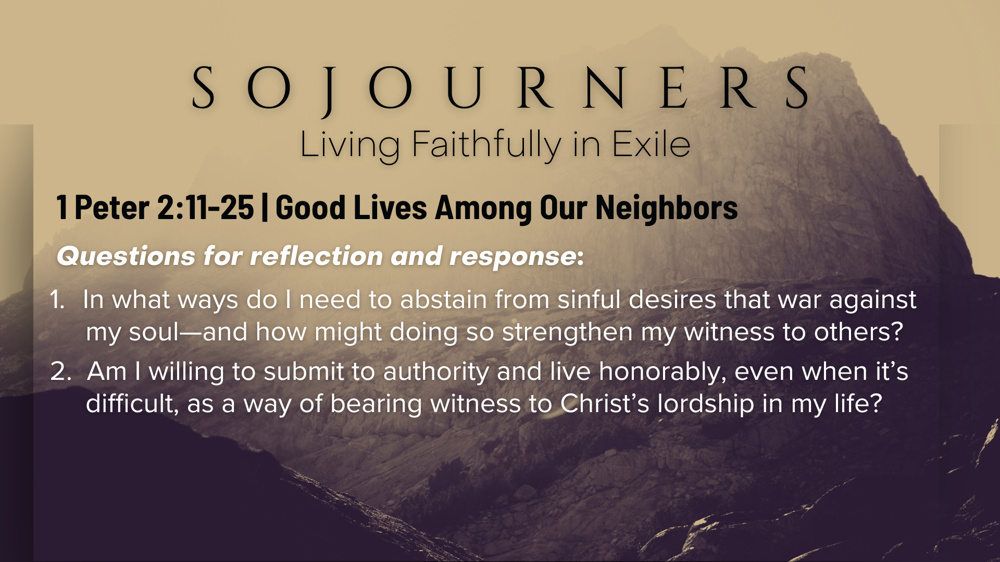 SOJOURNERS
Living Faithfully in Exile
1 Peter 2:11-25 | Good Lives Among Our Neighbors
Questions for reflection and response:
1. In what ways do I need to abstain from sinful desires that war against
my soul—and how might doing so strengthen my witness to others?
2. Am I willing to submit to authority and live honorably, even when it’s
difficult, as a way of bearing witness to Christ’s lordship in my life?